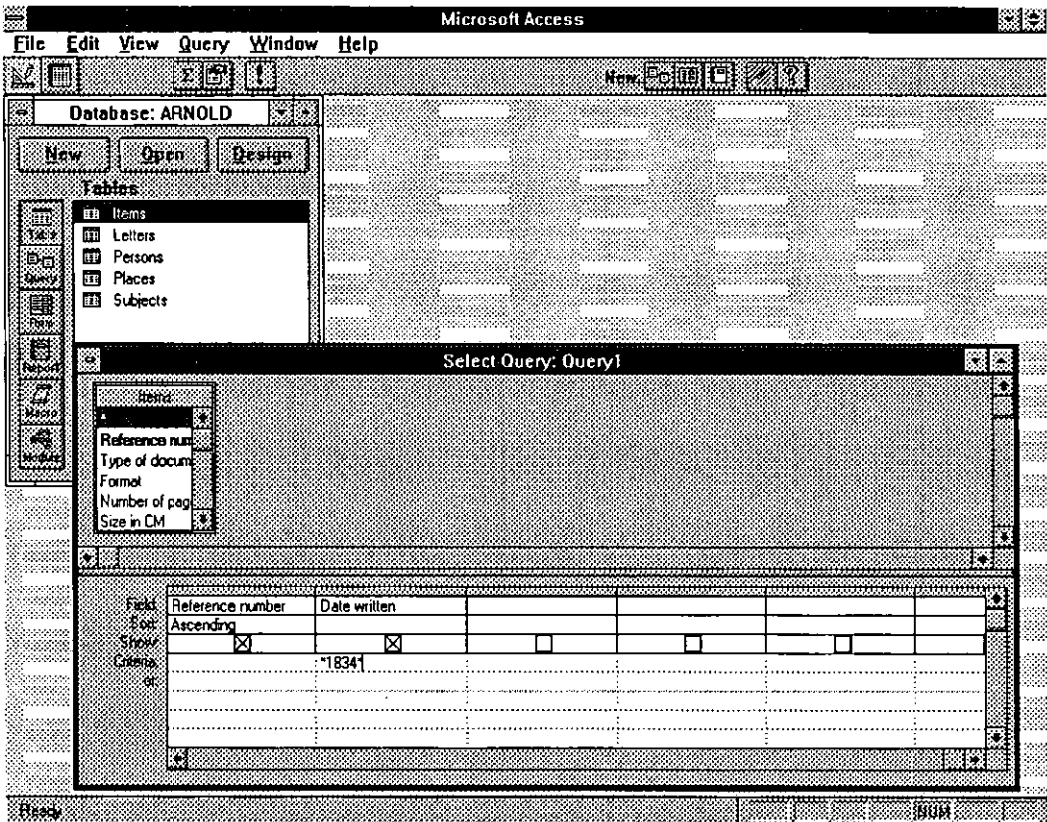 Microsoft Access
File Edit View Query Window Help
New:
Database: ARNOLD
New Open Design
Tables
Table
Query
Form
Report
Macro
Module
Items
Letters
Persons
Places
Subjects
Select Query: Query1
Items
*
Reference num
Type of docum
Format
Number of page
Size in CM
Field: Reference number Date written
Sort: Ascending
Show:
Criteria: *1834*
or:
Ready NUM